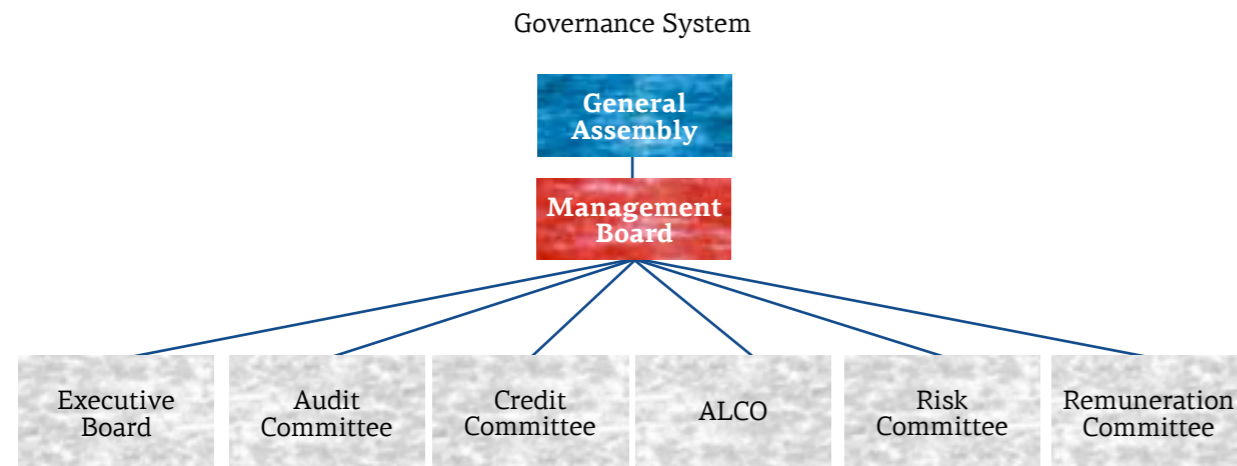 Governance System
General
Assembly
Management
Board
Executive
Board
Audit
Committee
Credit
Committee
ALCO
Risk
Committee
Remuneration
Committee